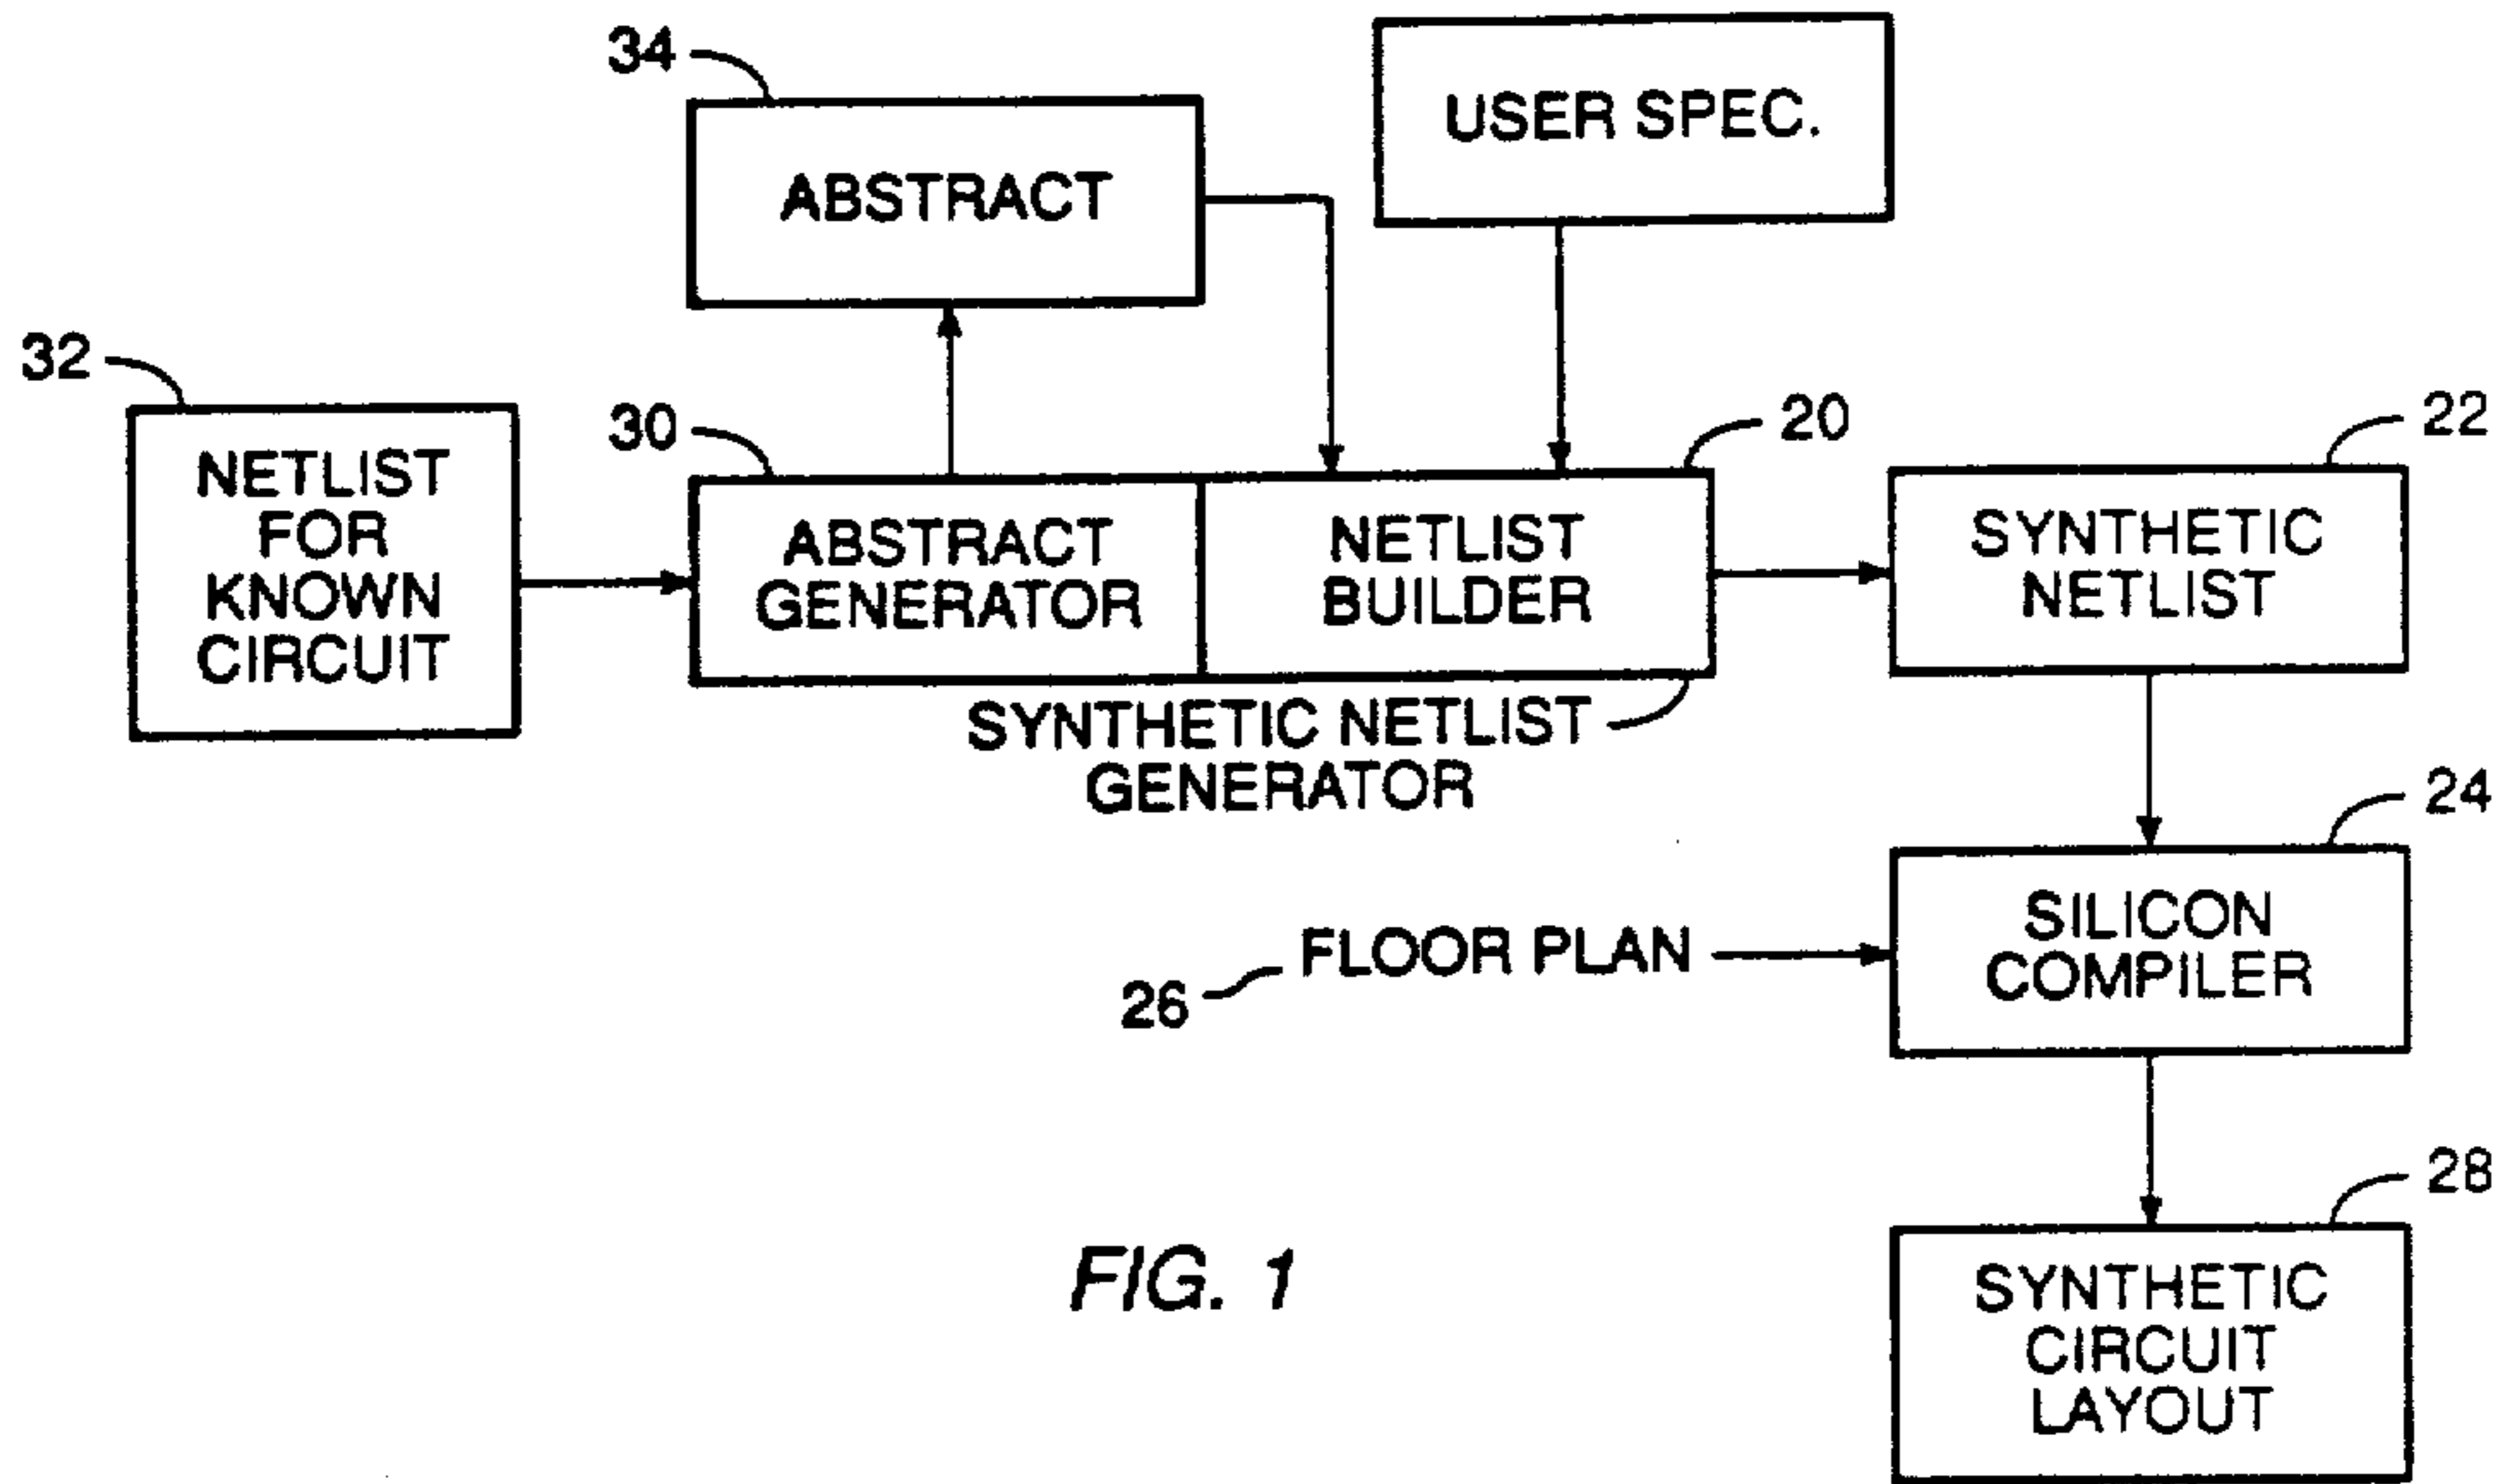 34
USER SPEC.
ABSTRACT
32
30
20
22
NETLIST
FOR
KNOWN
CIRCUIT
ABSTRACT
GENERATOR
NETLIST
BUILDER
SYNTHETIC
NETLIST
SYNTHETIC NETLIST
GENERATOR
24
SILICON
COMPILER
FLOOR PLAN
26
28
SYNTHETIC
CIRCUIT
LAYOUT
FIG. 1